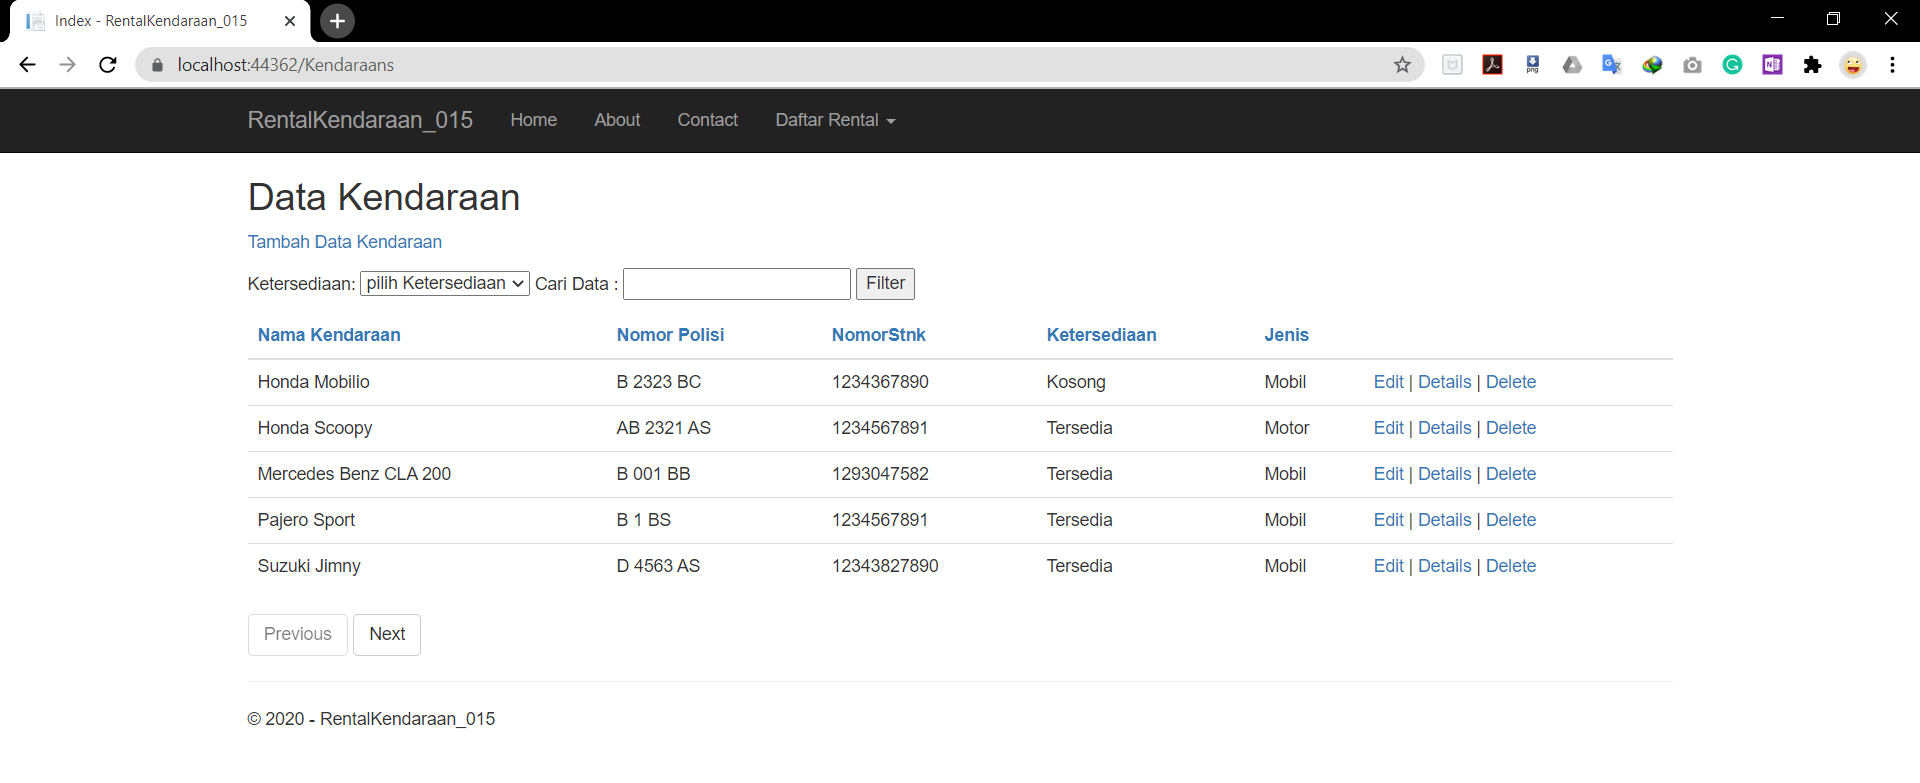 Index - RentalKendaraan_015
localhost:44362/Kendaraans
RentalKendaraan_015 Home About Contact Daftar Rental
Data Kendaraan
Tambah Data Kendaraan
Ketersediaan: pilih Ketersediaan Cari Data : Filter
Nama Kendaraan Nomor Polisi NomorStnk Ketersediaan Jenis
Honda Mobilio B 2323 BC 1234367890 Kosong Mobil Edit | Details | Delete
Honda Scoopy AB 2321 AS 1234567891 Tersedia Motor Edit | Details | Delete
Mercedes Benz CLA 200 B 001 BB 1293047582 Tersedia Mobil Edit | Details | Delete
Pajero Sport B 1 BS 1234567891 Tersedia Mobil Edit | Details | Delete
Suzuki Jimny D 4563 AS 12343827890 Tersedia Mobil Edit | Details | Delete
Previous Next
© 2020 - RentalKendaraan_015